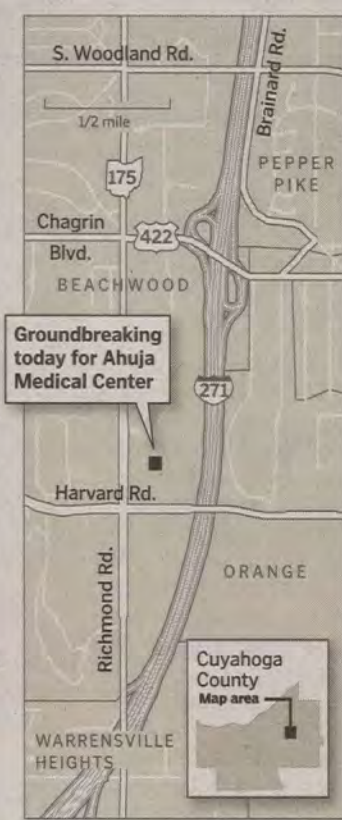 S. Woodland Rd.
Brainard Rd.
1/2 mile
PEPPER
PIKE
175
Chagrin
Blvd.
422
BEACHWOOD
Groundbreaking
today for Ahuja
Medical Center
271
Harvard Rd.
Richmond Rd.
ORANGE
Cuyahoga
County
Map area
WARRENSVILLE
HEIGHTS